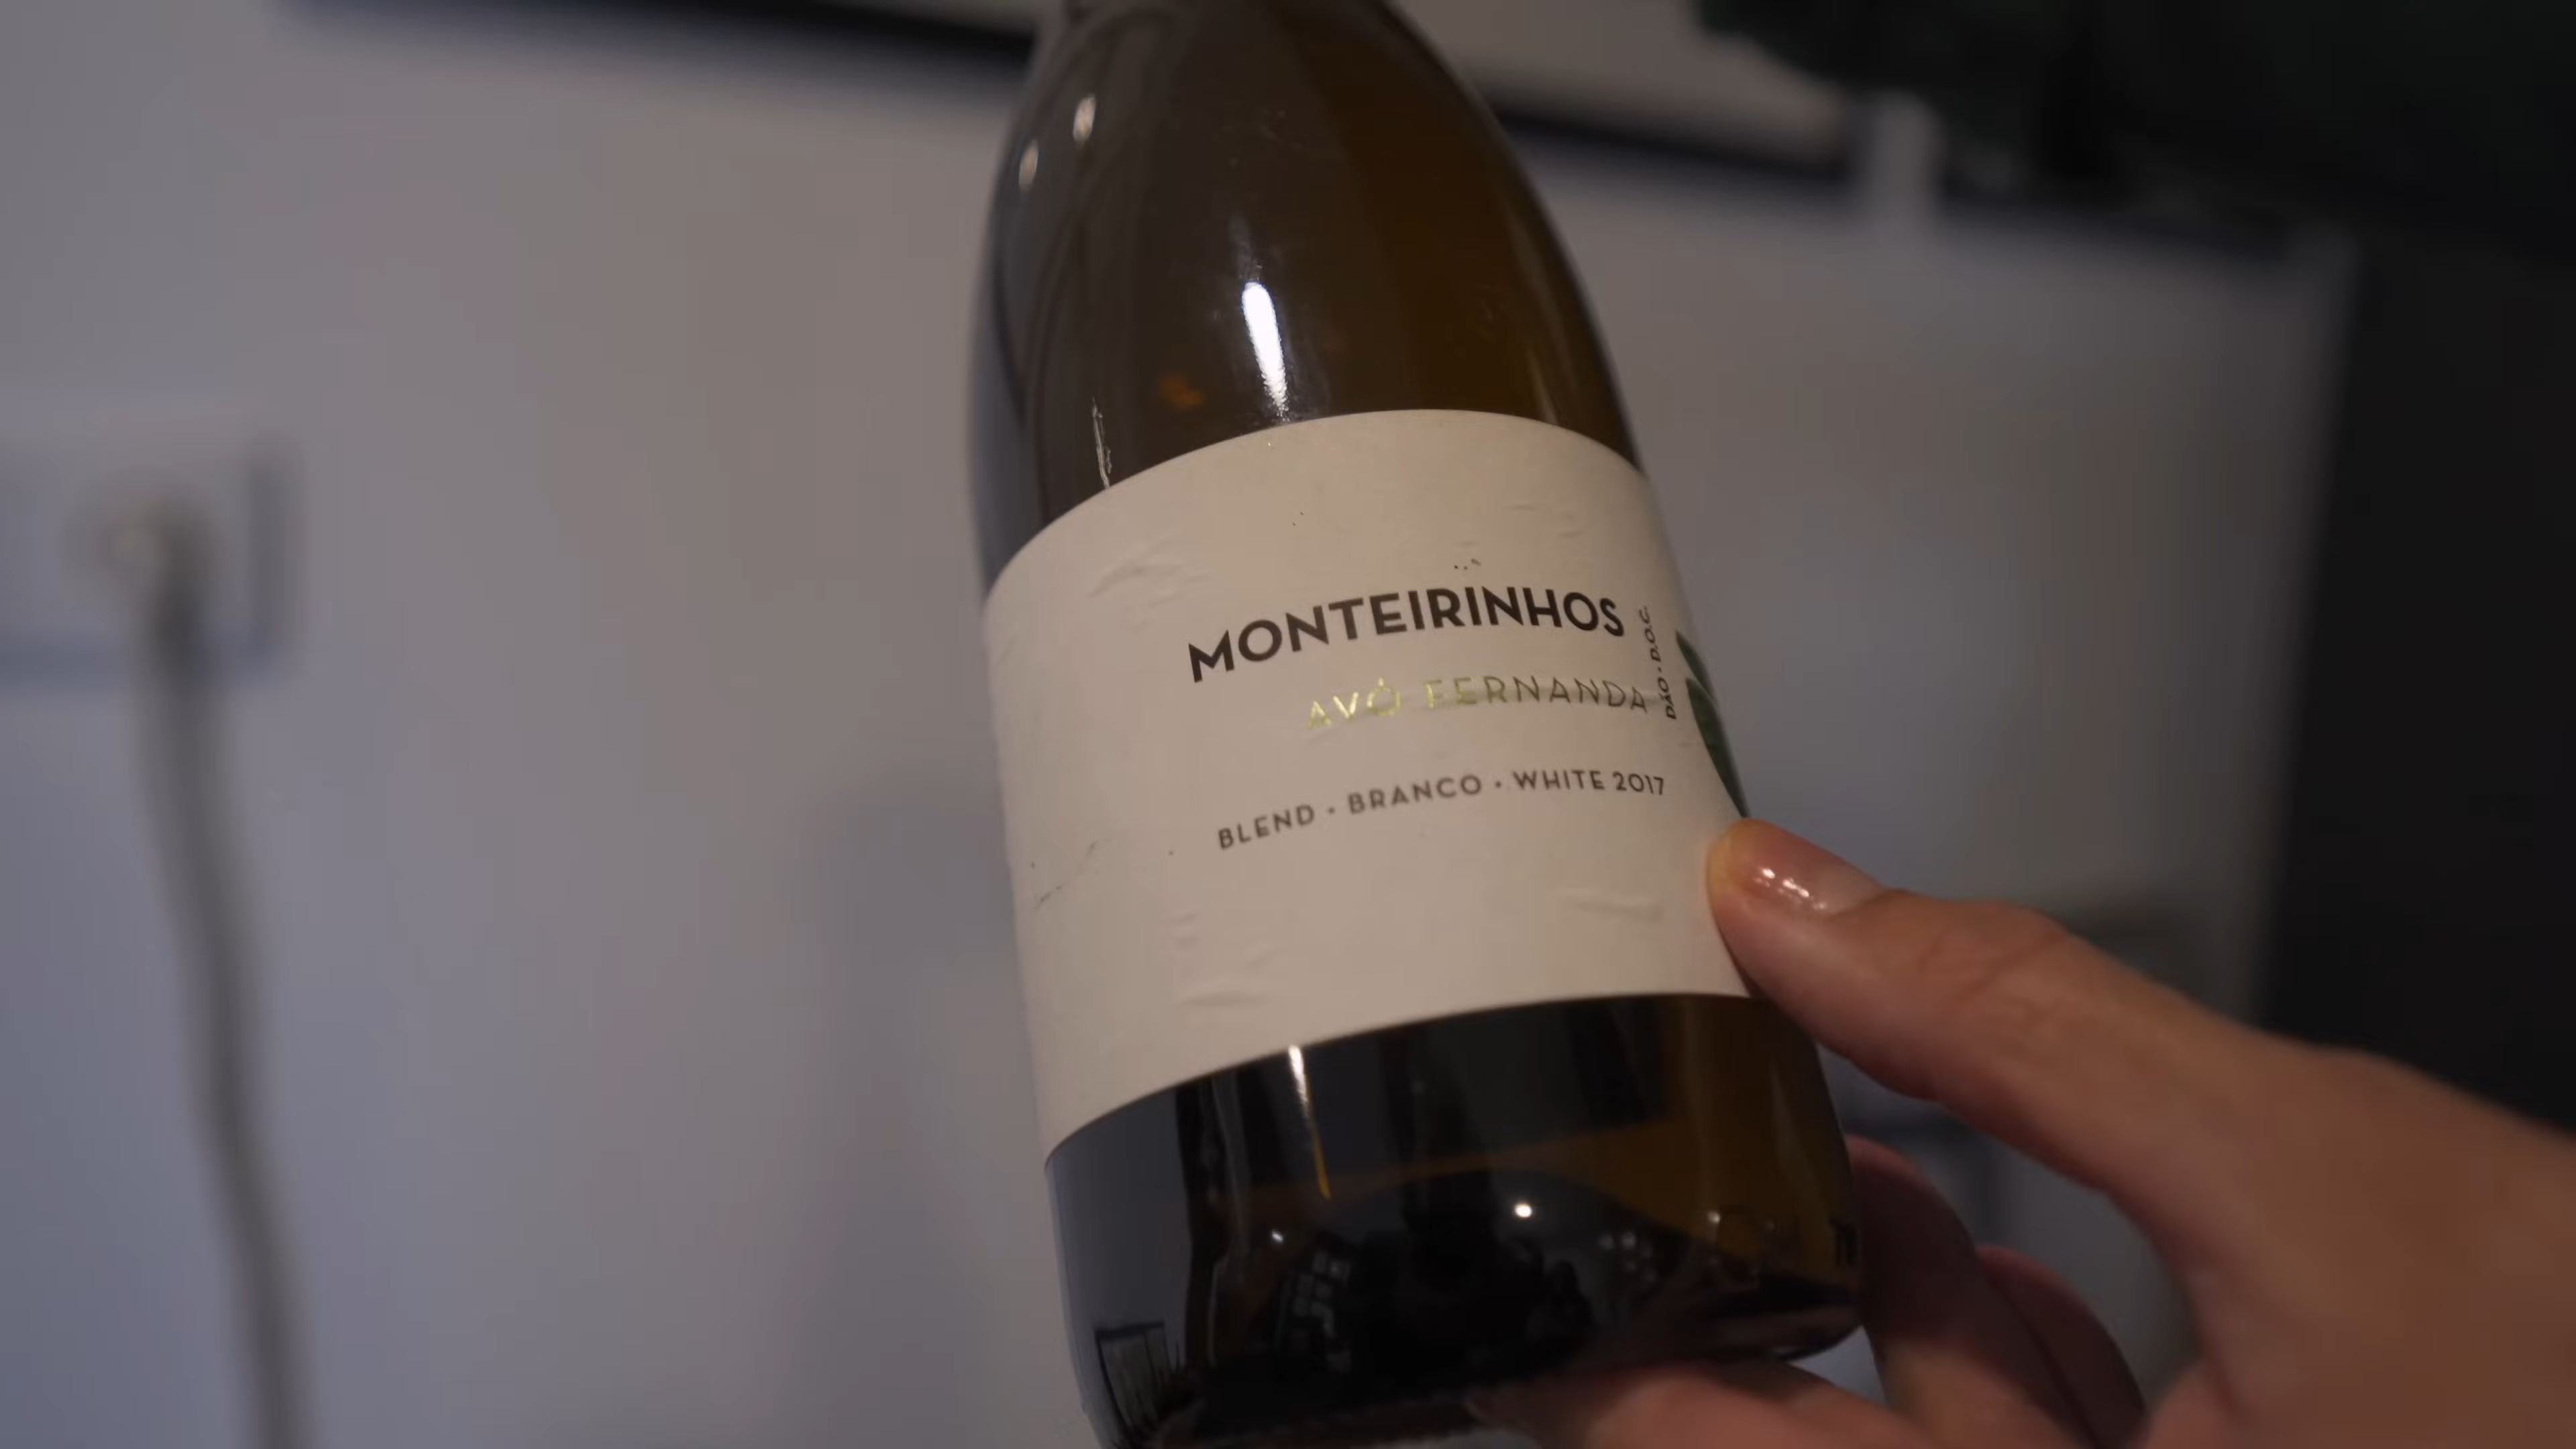 MONTEIRINHOS
AVÓ FERNANDA
DÃO • D.O.C.
BLEND • BRANCO • WHITE 2017